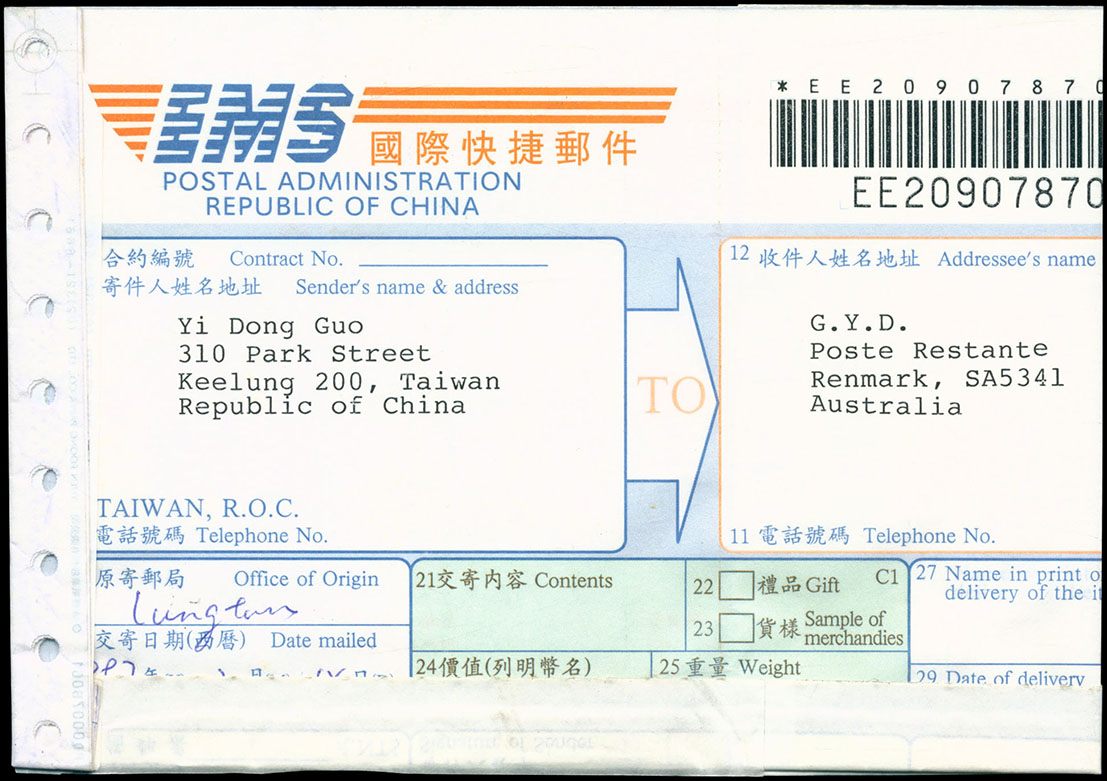 *EE20907870
EMS
國際快捷郵件
POSTAL ADMINISTRATION
REPUBLIC OF CHINA
EE20907870
合約編號 Contract No.
寄件人姓名地址 Sender's name & address
Yi Dong Guo
310 Park Street
Keelung 200, Taiwan
Republic of China
TAIWAN, R.O.C.
電話號碼 Telephone No.
TO
12 收件人姓名地址 Addressee's name
G.Y.D.
Poste Restante
Renmark, SA5341
Australia
11 電話號碼 Telephone No.
原寄郵局 Office of Origin
Lungtan
交寄日期(西曆) Date mailed
21交寄內容 Contents
22 禮品 Gift C1
23 貨樣 Sample of merchandies
24價值(列明幣名)
25 重量 Weight
27 Name in print
delivery of the
29 Date of delivery